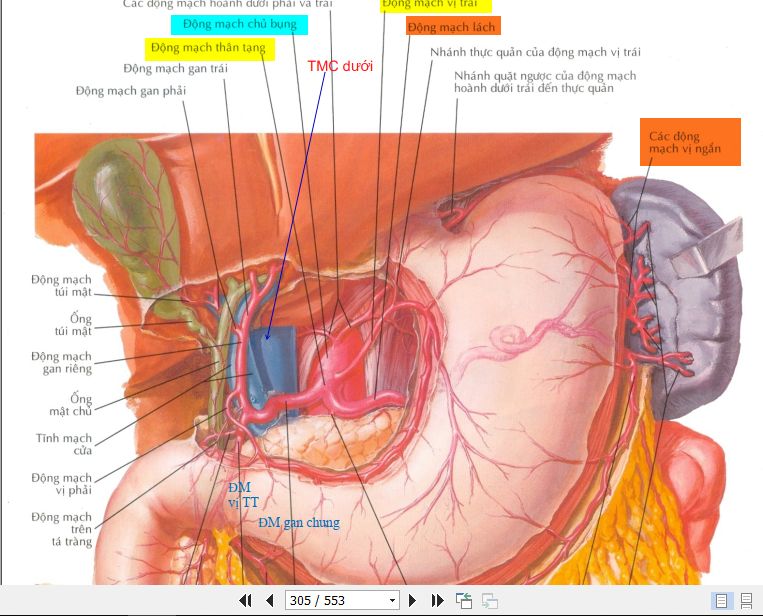 Các động mạch hoành dưới phải và trái
Động mạch vị trái
Động mạch chủ bụng
Động mạch lách
Động mạch thân tạng
Nhánh thực quản của động mạch vị trái
Động mạch gan trái
TMC dưới
Nhánh quặt ngược của động mạch
hoành dưới trái đến thực quản
Động mạch gan phải
Các động
mạch vị ngắn
Động mạch
túi mật
Ống
túi mật
Động mạch
gan riêng
Ống
mật chủ
Tĩnh mạch
cửa
Động mạch
vị phải
Động mạch
trên
tá tràng
ĐM
vị TT
ĐM gan chung
305 / 553